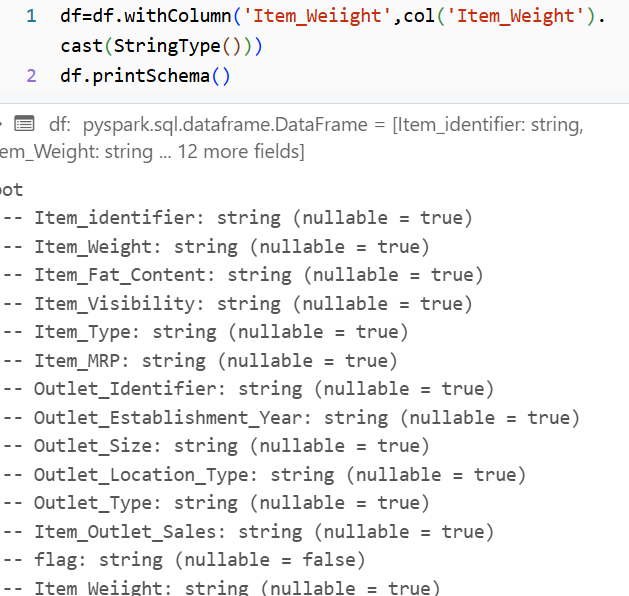 1 df=df.withColumn('Item_Weiight',col('Item_Weight').
cast(StringType()))
2 df.printSchema()
df: pyspark.sql.dataframe.DataFrame = [Item_identifier: string,
em_Weight: string ... 12 more fields]
oot
-- Item_identifier: string (nullable = true)
-- Item_Weight: string (nullable = true)
-- Item_Fat_Content: string (nullable = true)
-- Item_Visibility: string (nullable = true)
-- Item_Type: string (nullable = true)
-- Item_MRP: string (nullable = true)
-- Outlet_Identifier: string (nullable = true)
-- Outlet_Establishment_Year: string (nullable = true)
-- Outlet_Size: string (nullable = true)
-- Outlet_Location_Type: string (nullable = true)
-- Outlet_Type: string (nullable = true)
-- Item_Outlet_Sales: string (nullable = true)
-- flag: string (nullable = false)
-- Item_Weiight: string (nullable = true)